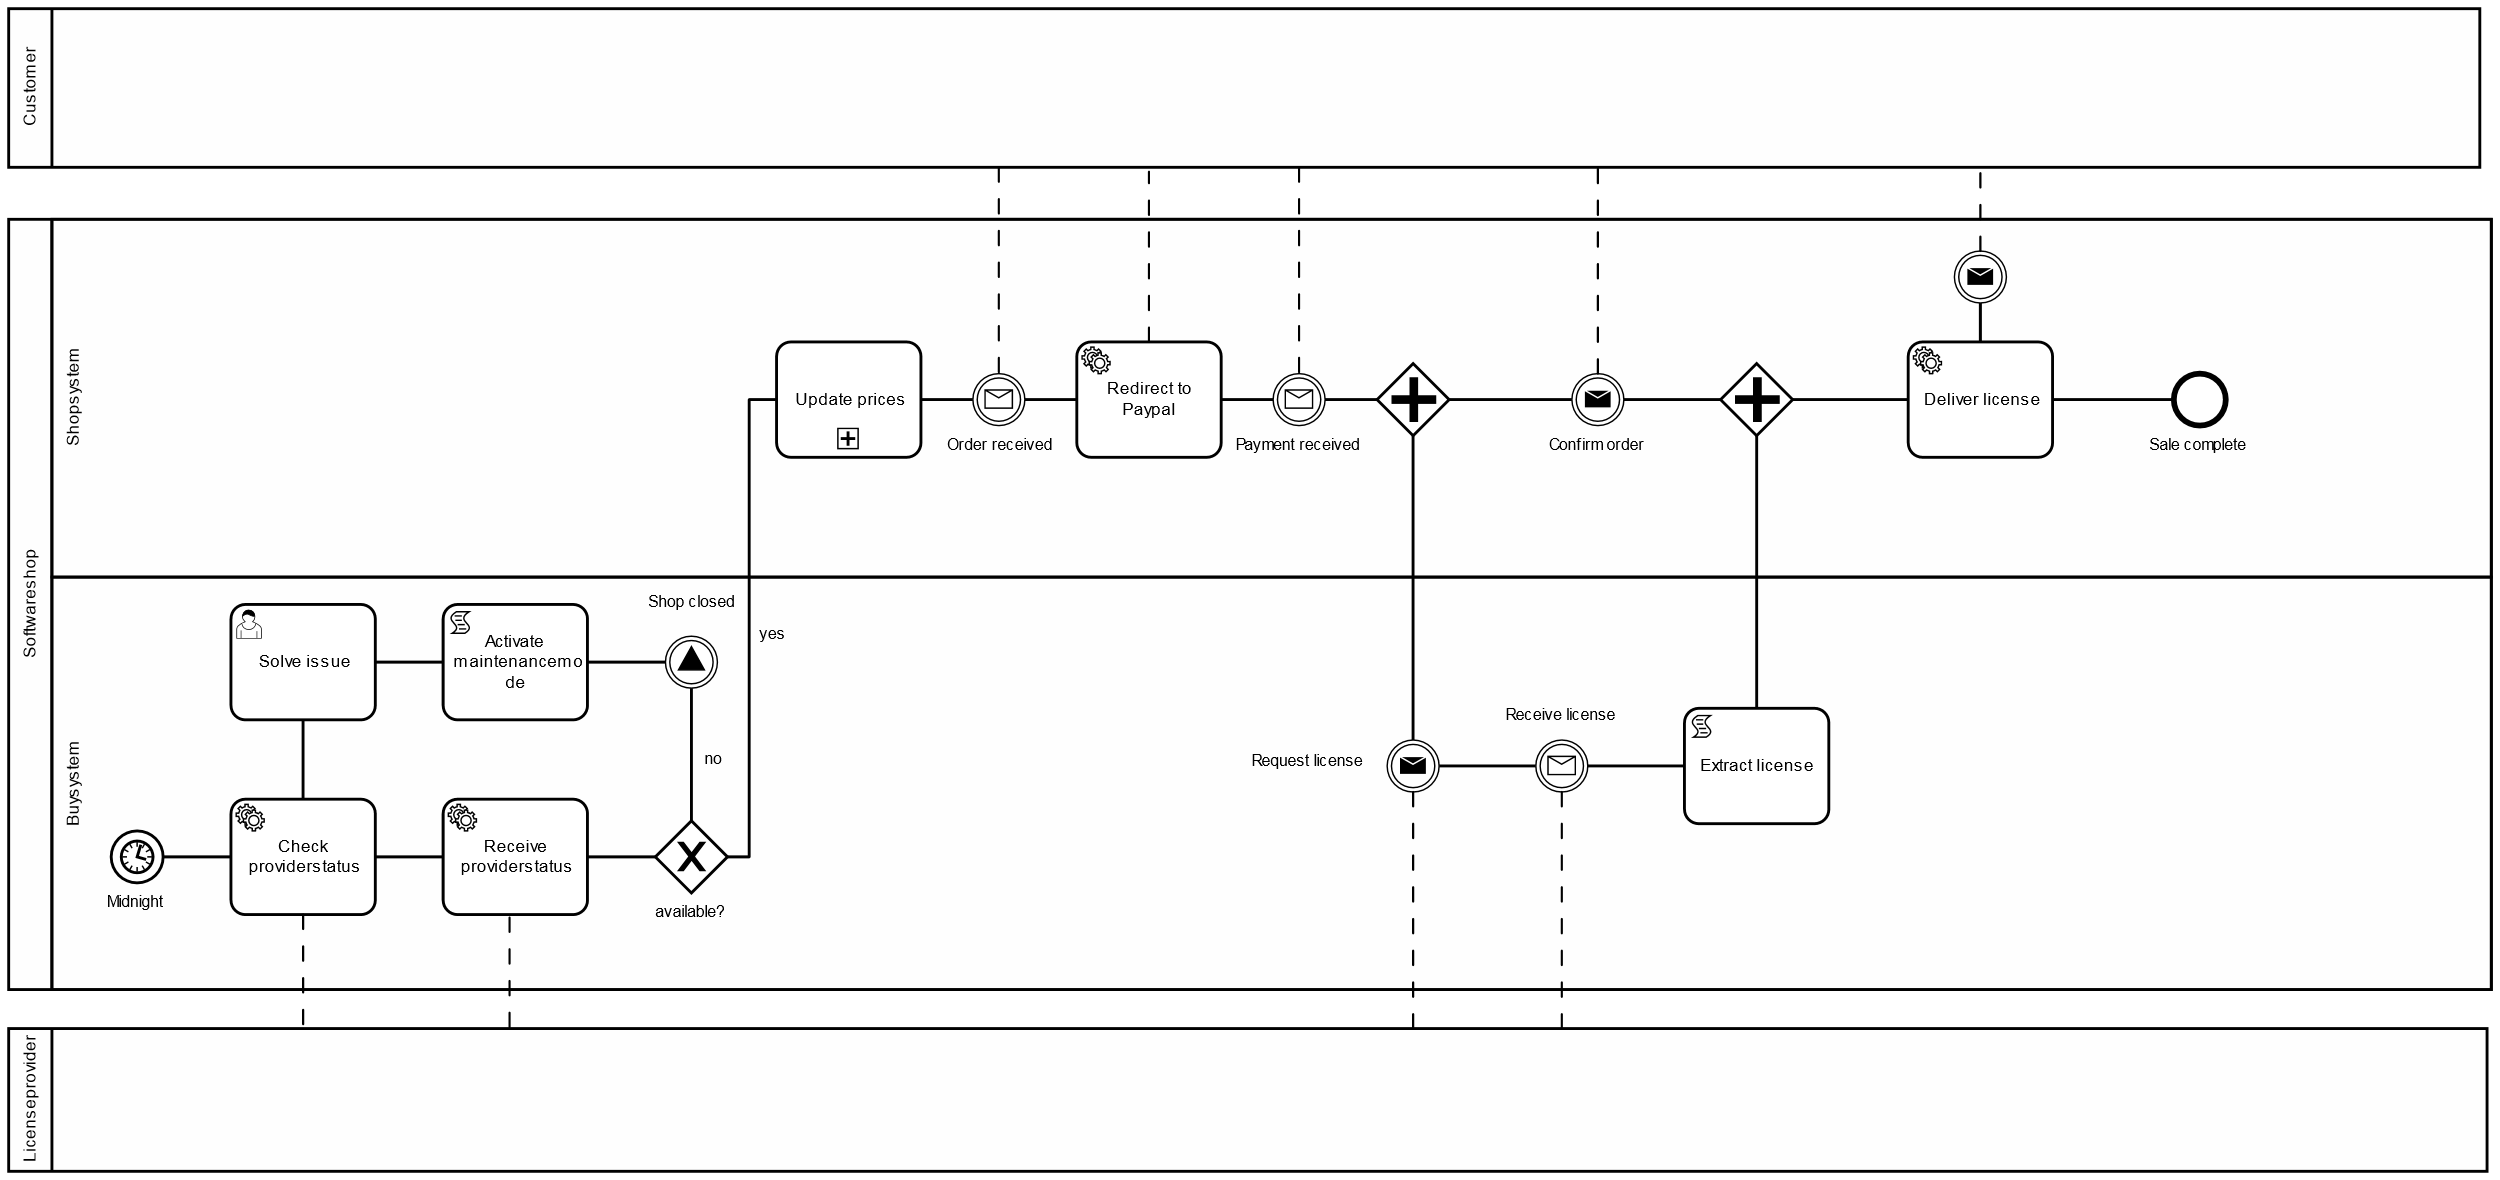 Customer
Softwareshop
Shopsystem
Update prices
Order received
Redirect to
Paypal
Payment received
Confirm order
Deliver license
Sale complete
Buysystem
Shop closed
yes
Solve issue
Activate
maintenancemo
de
no
Midnight
Check
providerstatus
Receive
providerstatus
available?
Request license
Receive license
Extract license
Licenseprovider